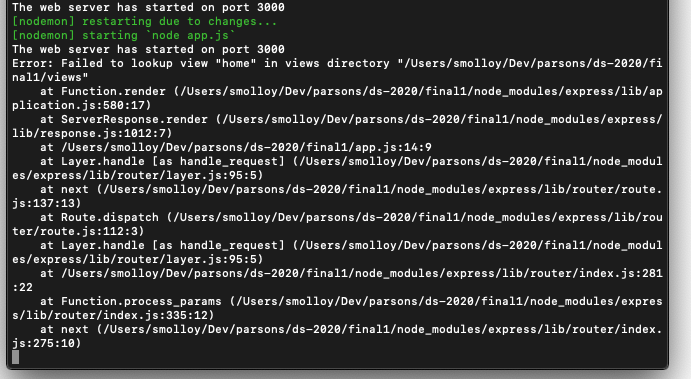 The web server has started on port 3000
[nodemon] restarting due to changes...
[nodemon] starting `node app.js`
The web server has started on port 3000
Error: Failed to lookup view "home" in views directory "/Users/smolloy/Dev/parsons/ds-2020/fi
nal1/views"
    at Function.render (/Users/smolloy/Dev/parsons/ds-2020/final1/node_modules/express/lib/ap
plication.js:580:17)
    at ServerResponse.render (/Users/smolloy/Dev/parsons/ds-2020/final1/node_modules/express/
lib/response.js:1012:7)
    at /Users/smolloy/Dev/parsons/ds-2020/final1/app.js:14:9
    at Layer.handle [as handle_request] (/Users/smolloy/Dev/parsons/ds-2020/final1/node_modul
es/express/lib/router/layer.js:95:5)
    at next (/Users/smolloy/Dev/parsons/ds-2020/final1/node_modules/express/lib/router/route.
js:137:13)
    at Route.dispatch (/Users/smolloy/Dev/parsons/ds-2020/final1/node_modules/express/lib/rou
ter/route.js:112:3)
    at Layer.handle [as handle_request] (/Users/smolloy/Dev/parsons/ds-2020/final1/node_modul
es/express/lib/router/layer.js:95:5)
    at /Users/smolloy/Dev/parsons/ds-2020/final1/node_modules/express/lib/router/index.js:281
:22
    at Function.process_params (/Users/smolloy/Dev/parsons/ds-2020/final1/node_modules/expres
s/lib/router/index.js:335:12)
    at next (/Users/smolloy/Dev/parsons/ds-2020/final1/node_modules/express/lib/router/index.
js:275:10)